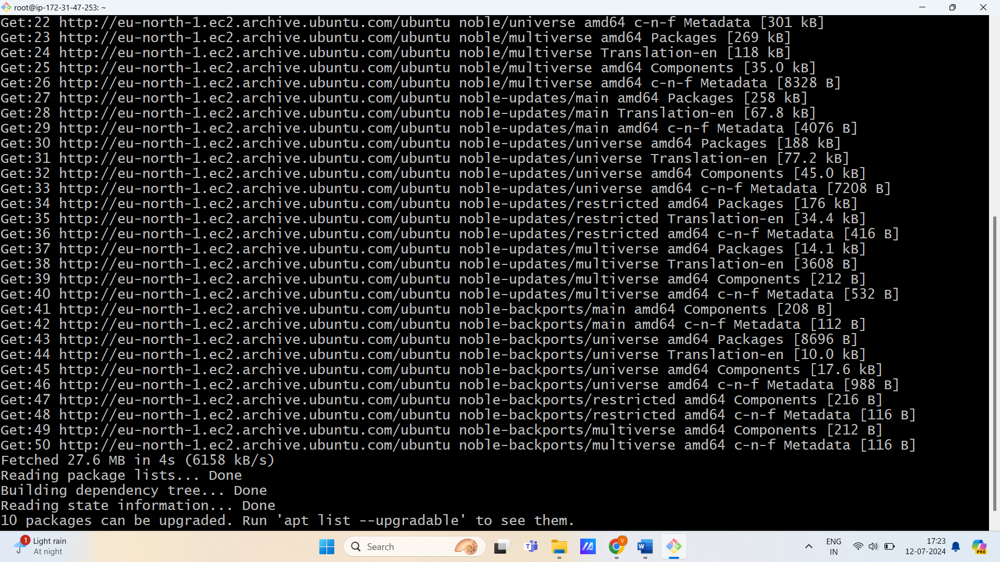 root@ip-172-31-47-253: ~
Get:22 http://eu-north-1.ec2.archive.ubuntu.com/ubuntu noble/universe amd64 c-n-f Metadata [301 kB]
Get:23 http://eu-north-1.ec2.archive.ubuntu.com/ubuntu noble/multiverse amd64 Packages [269 kB]
Get:24 http://eu-north-1.ec2.archive.ubuntu.com/ubuntu noble/multiverse Translation-en [118 kB]
Get:25 http://eu-north-1.ec2.archive.ubuntu.com/ubuntu noble/multiverse amd64 Components [35.0 kB]
Get:26 http://eu-north-1.ec2.archive.ubuntu.com/ubuntu noble/multiverse amd64 c-n-f Metadata [8328 B]
Get:27 http://eu-north-1.ec2.archive.ubuntu.com/ubuntu noble-updates/main amd64 Packages [258 kB]
Get:28 http://eu-north-1.ec2.archive.ubuntu.com/ubuntu noble-updates/main Translation-en [67.8 kB]
Get:29 http://eu-north-1.ec2.archive.ubuntu.com/ubuntu noble-updates/main amd64 c-n-f Metadata [4076 B]
Get:30 http://eu-north-1.ec2.archive.ubuntu.com/ubuntu noble-updates/universe amd64 Packages [188 kB]
Get:31 http://eu-north-1.ec2.archive.ubuntu.com/ubuntu noble-updates/universe Translation-en [77.2 kB]
Get:32 http://eu-north-1.ec2.archive.ubuntu.com/ubuntu noble-updates/universe amd64 Components [45.0 kB]
Get:33 http://eu-north-1.ec2.archive.ubuntu.com/ubuntu noble-updates/universe amd64 c-n-f Metadata [7208 B]
Get:34 http://eu-north-1.ec2.archive.ubuntu.com/ubuntu noble-updates/restricted amd64 Packages [176 kB]
Get:35 http://eu-north-1.ec2.archive.ubuntu.com/ubuntu noble-updates/restricted Translation-en [34.4 kB]
Get:36 http://eu-north-1.ec2.archive.ubuntu.com/ubuntu noble-updates/restricted amd64 c-n-f Metadata [416 B]
Get:37 http://eu-north-1.ec2.archive.ubuntu.com/ubuntu noble-updates/multiverse amd64 Packages [14.1 kB]
Get:38 http://eu-north-1.ec2.archive.ubuntu.com/ubuntu noble-updates/multiverse Translation-en [3608 B]
Get:39 http://eu-north-1.ec2.archive.ubuntu.com/ubuntu noble-updates/multiverse amd64 Components [212 B]
Get:40 http://eu-north-1.ec2.archive.ubuntu.com/ubuntu noble-updates/multiverse amd64 c-n-f Metadata [532 B]
Get:41 http://eu-north-1.ec2.archive.ubuntu.com/ubuntu noble-backports/main amd64 Components [208 B]
Get:42 http://eu-north-1.ec2.archive.ubuntu.com/ubuntu noble-backports/main amd64 c-n-f Metadata [112 B]
Get:43 http://eu-north-1.ec2.archive.ubuntu.com/ubuntu noble-backports/universe amd64 Packages [8696 B]
Get:44 http://eu-north-1.ec2.archive.ubuntu.com/ubuntu noble-backports/universe Translation-en [10.0 kB]
Get:45 http://eu-north-1.ec2.archive.ubuntu.com/ubuntu noble-backports/universe amd64 Components [17.6 kB]
Get:46 http://eu-north-1.ec2.archive.ubuntu.com/ubuntu noble-backports/universe amd64 c-n-f Metadata [988 B]
Get:47 http://eu-north-1.ec2.archive.ubuntu.com/ubuntu noble-backports/restricted amd64 Components [216 B]
Get:48 http://eu-north-1.ec2.archive.ubuntu.com/ubuntu noble-backports/restricted amd64 c-n-f Metadata [116 B]
Get:49 http://eu-north-1.ec2.archive.ubuntu.com/ubuntu noble-backports/multiverse amd64 Components [212 B]
Get:50 http://eu-north-1.ec2.archive.ubuntu.com/ubuntu noble-backports/multiverse amd64 c-n-f Metadata [116 B]
Fetched 27.6 MB in 4s (6158 kB/s)
Reading package lists... Done
Building dependency tree... Done
Reading state information... Done
10 packages can be upgraded. Run 'apt list --upgradable' to see them.
1
Light rain
At night
Search
T
V
W
ENG
IN
17:23
12-07-2024
PRE